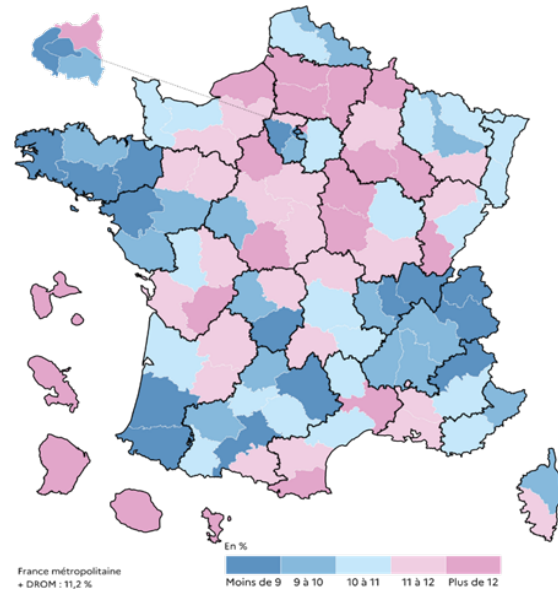 En %
Moins de 9 9 à 10 10 à 11 11 à 12 Plus de 12
France métropolitaine
+ DROM : 11,2 %